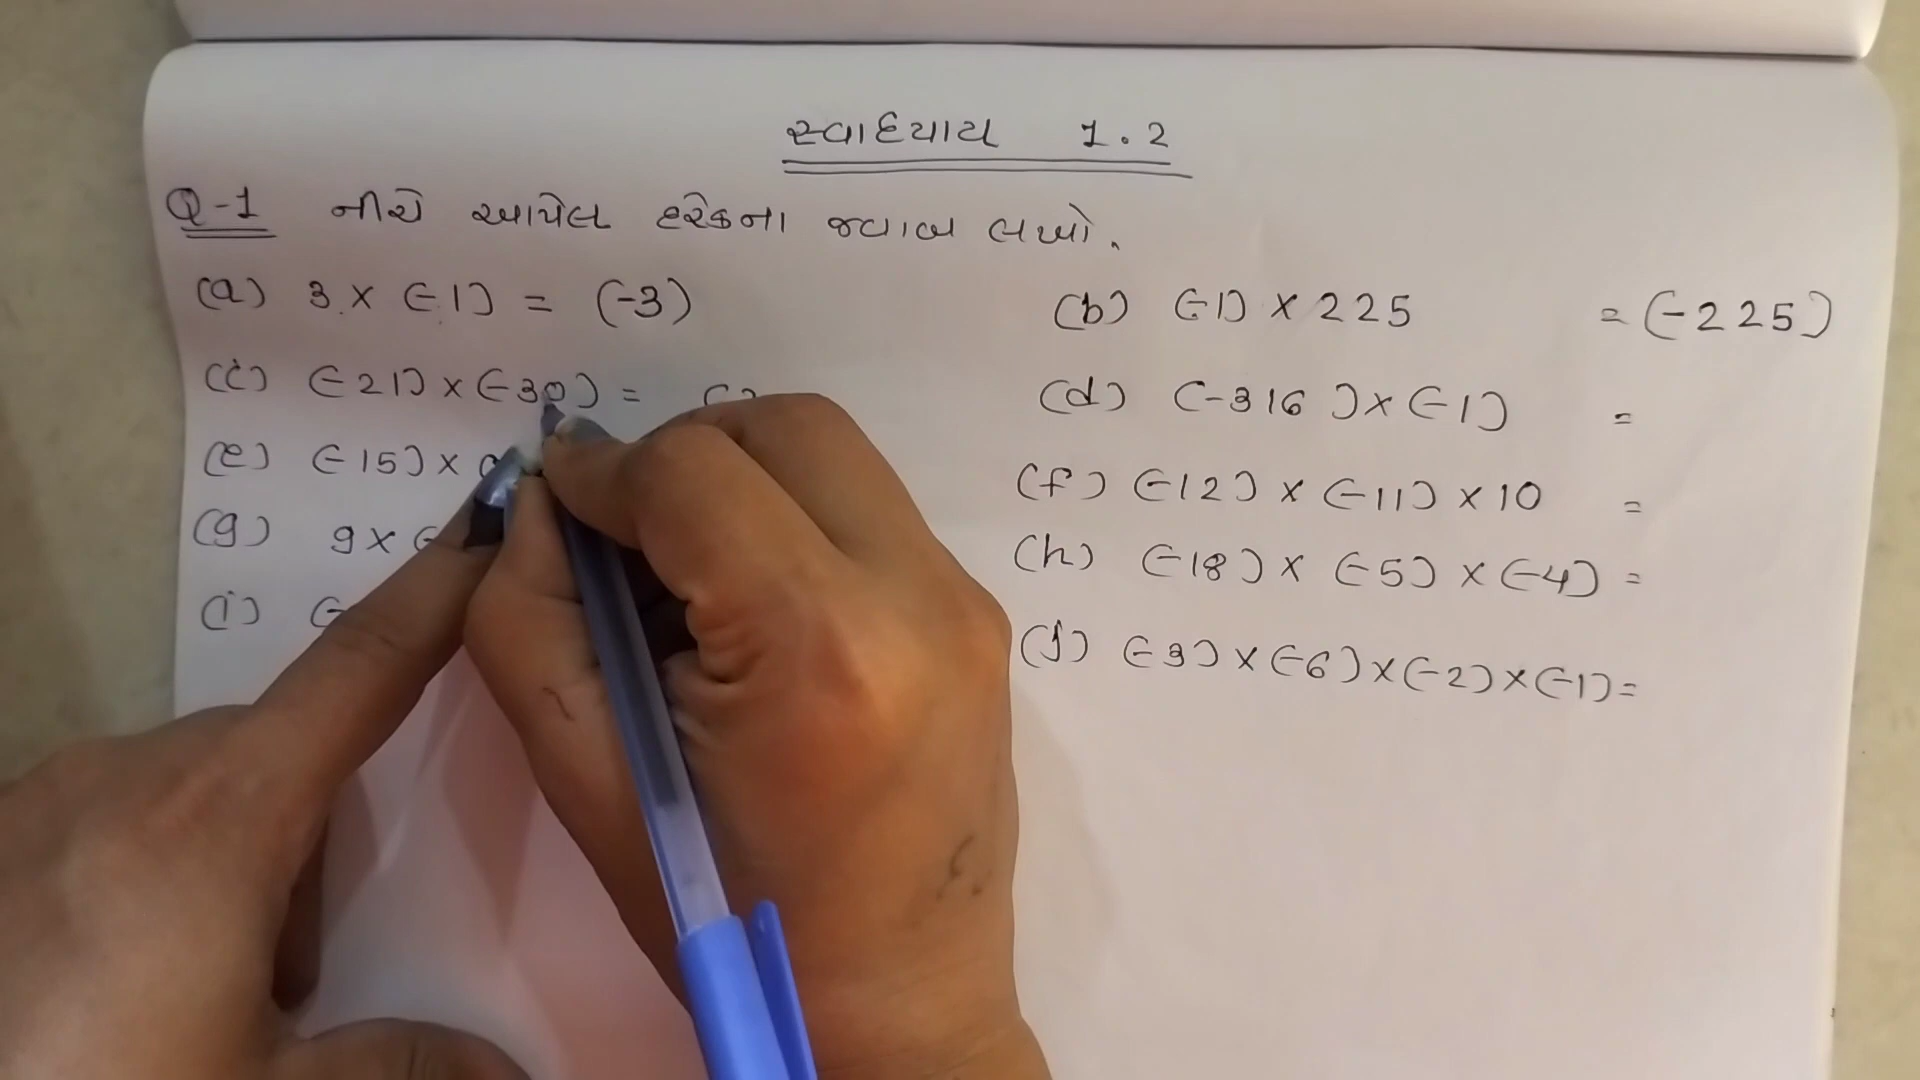 સ્વાધ્યાય 1.2
Q-1 નીચે આપેલ દરેકના જવાબ લખો.
(a) 3 x (-1) = (-3)
(b) (-1) x 225 = (-225)
(c) (-21) x (-30) =
(d) (-316) x (-1) =
(e) (-15) x
(f) (-12) x (-11) x 10 =
(g) 9 x
(h) (-18) x (-5) x (-4) =
(i)
(j) (-3) x (-6) x (-2) x (-1) =